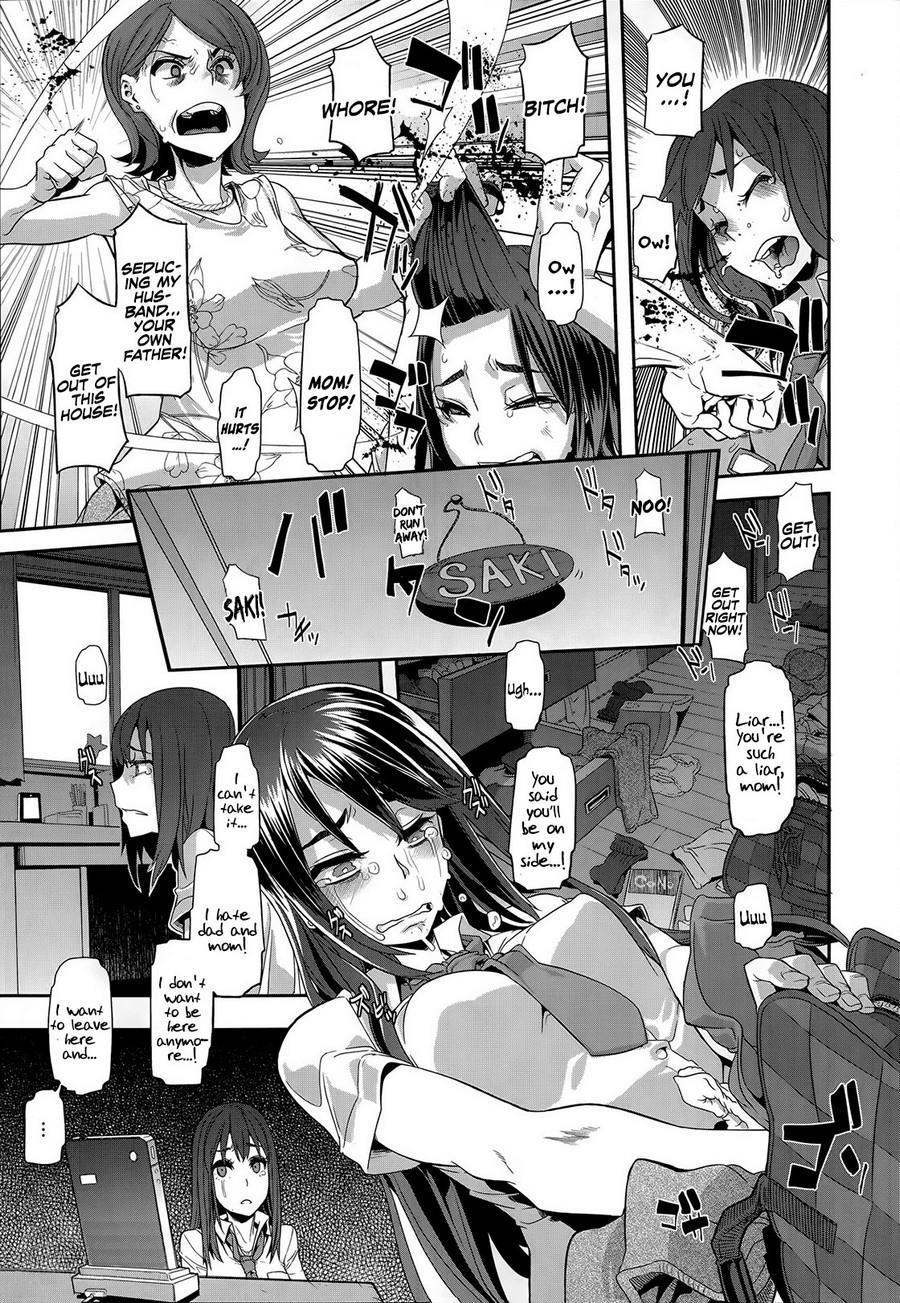 YOU
...!
BITCH!
WHORE!
OW!
OW
...!
SEDUC-
ING MY
HUS-
BAND...
YOUR
OWN
FATHER!
GET
OUT OF
THIS
HOUSE!
MOM!
STOP!
IT
HURTS
...!
GET
OUT!
GET
OUT
RIGHT
NOW!
NOO!
DON'T
RUN
AWAY!
SAKI
SAKI!
Liar...!
You're
such
a liar,
mom!
Ugh...
You
said
you'll
be on
my
side...!
Uuu
Uuu
I
can't
take
it...
I hate
dad and
mom!
I don't
want
to be
here
anymo-
re...!
I want
to leave
here
and...
...